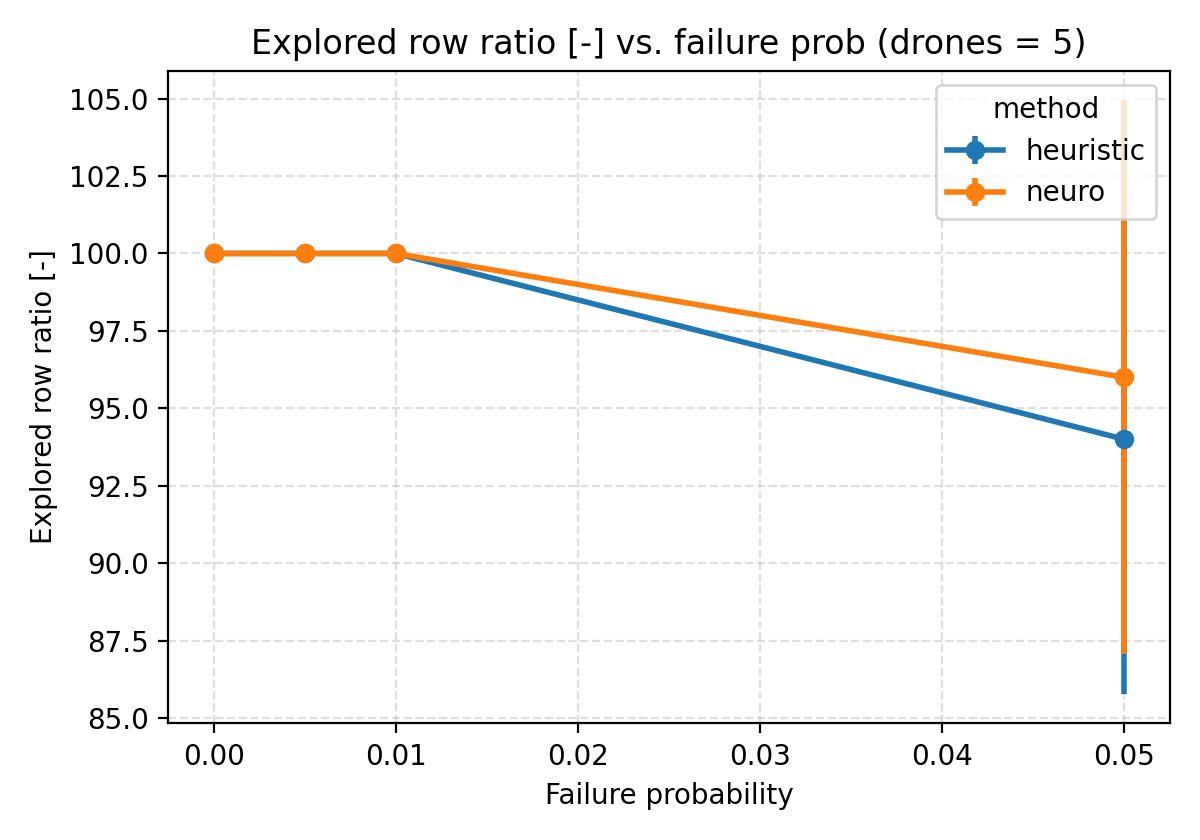 Explored row ratio [-] vs. failure prob (drones = 5)
Explored row ratio [-]
105.0
102.5
100.0
97.5
95.0
92.5
90.0
87.5
85.0
method
heuristic
neuro
0.00 0.01 0.02 0.03 0.04 0.05
Failure probability